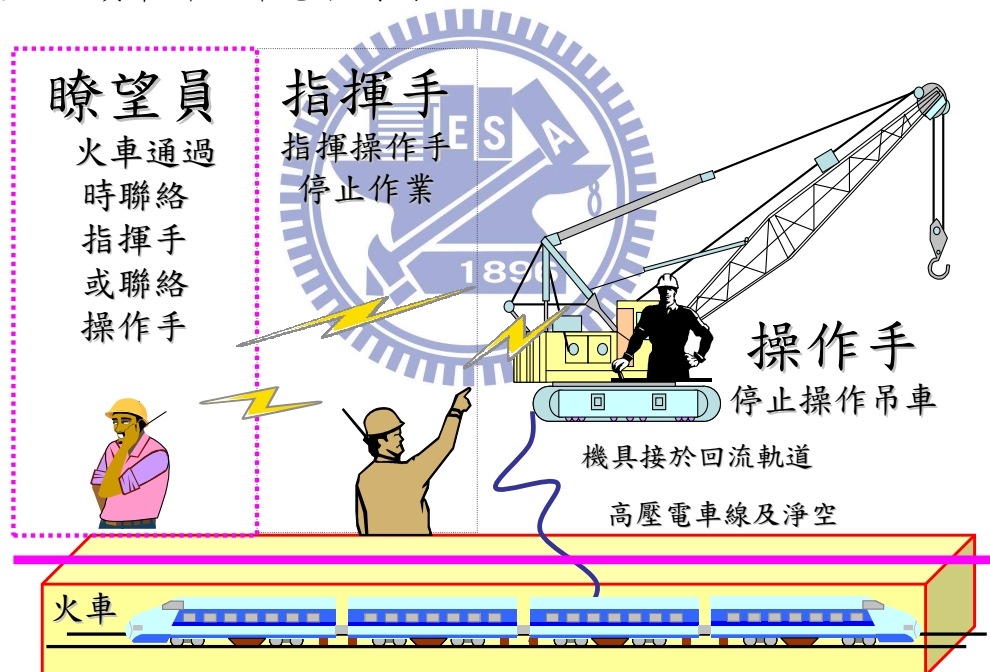 瞭望員
火車通過
時聯絡
指揮手
或聯絡
操作手
指揮手
指揮操作手
停止作業
ES
A
1896
操作手
停止操作吊車
機具接於回流軌道
高壓電車線及淨空
火車